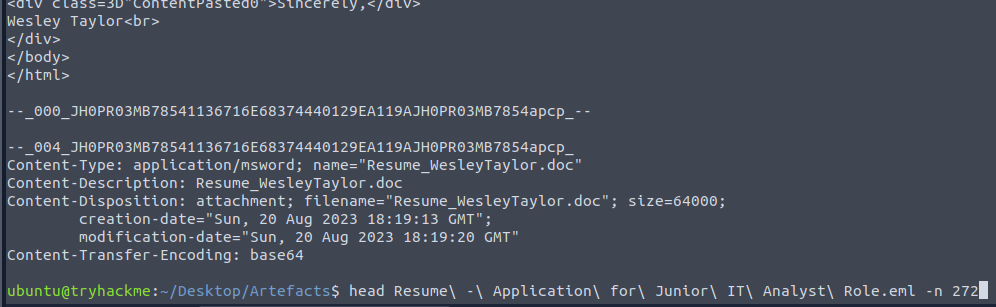 <div class=3D"ContentPasted0">Sincerely,</div>
Wesley Taylor<br>
</div>
</body>
</html>
--_000_JH0PR03MB78541136716E68374440129EA119AJH0PR03MB7854apcp_--
--_004_JH0PR03MB78541136716E68374440129EA119AJH0PR03MB7854apcp_
Content-Type: application/msword; name="Resume_WesleyTaylor.doc"
Content-Description: Resume_WesleyTaylor.doc
Content-Disposition: attachment; filename="Resume_WesleyTaylor.doc"; size=64000;
creation-date="Sun, 20 Aug 2023 18:19:13 GMT";
modification-date="Sun, 20 Aug 2023 18:19:20 GMT"
Content-Transfer-Encoding: base64
ubuntu@tryhackme:~/Desktop/Artefacts$ head Resume\ -\ Application\ for\ Junior\ IT\ Analyst\ Role.eml -n 272